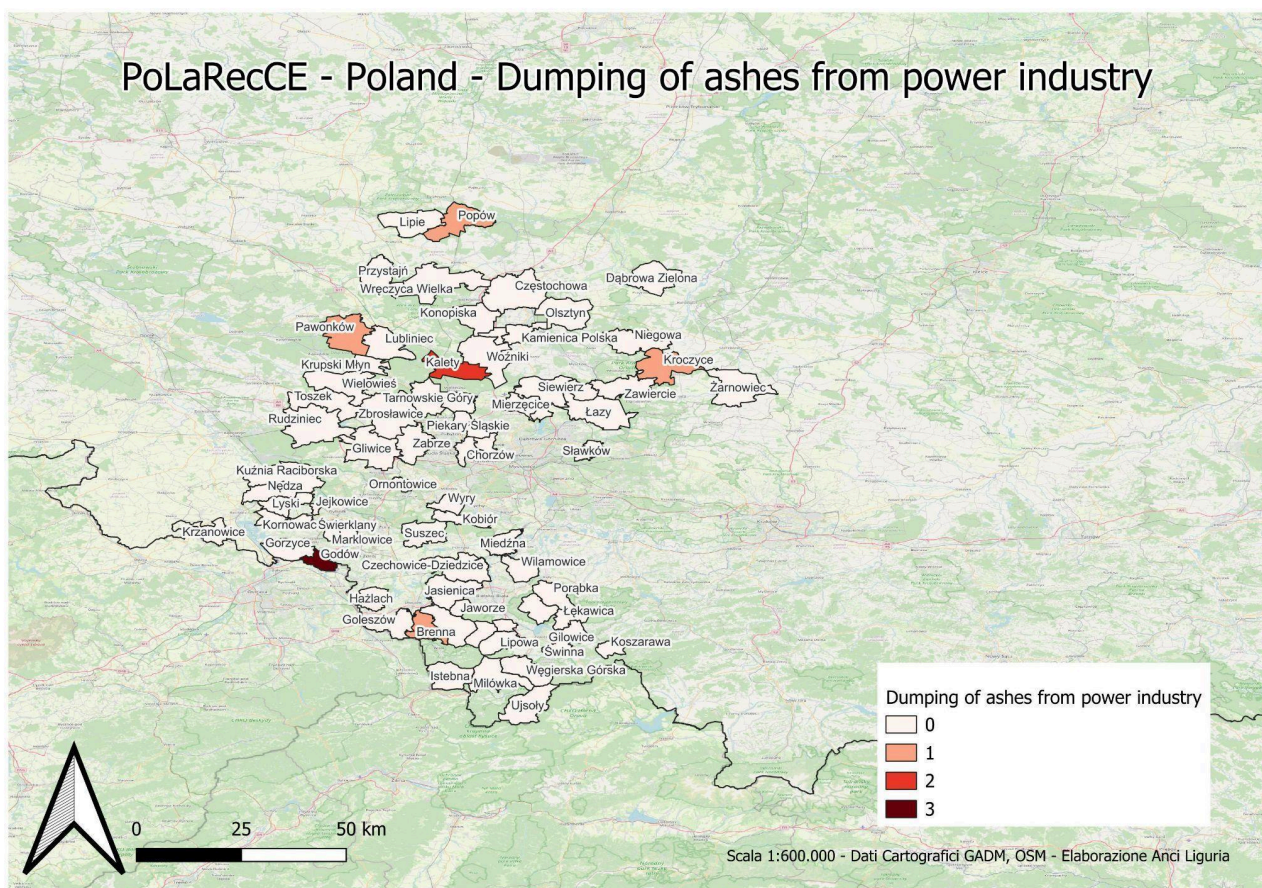 PoLaRecCE - Poland - Dumping of ashes from power industry
Lipie
Popów
Przystajń
Wręczyca Wielka
Częstochowa
Dąbrowa Zielona
Konopiska
Olsztyn
Pawonków
Lubliniec
Kamienica Polska
Niegowa
Kalety
Woźniki
Kroczyce
Krupski Młyn
Wielowieś
Siewierz
Zawiercie
Żarnowiec
Toszek
Tarnowskie Góry
Mierzęcice
Łazy
Rudziniec
Zbrosławice
Piekary Śląskie
Gliwice
Zabrze
Chorzów
Sławków
Kuźnia Raciborska
Nędza
Ornontowice
Lyski
Jejkowice
Wyry
Kobiór
Krzanowice
Kornowac
Świerklany
Suszec
Gorzyce
Marklowice
Miedźna
Godów
Czechowice-Dziedzice
Wilamowice
Hażlach
Jasienica
Porąbka
Goleszów
Jaworze
Łękawica
Brenna
Lipowa
Gilowice
Koszarawa
Świnna
Istebna
Milówka
Węgierska Górska
Ujsoły
Dumping of ashes from power industry
0
1
2
3
0 25 50 km
Scala 1:600.000 - Dati Cartografici GADM, OSM - Elaborazione Anci Liguria